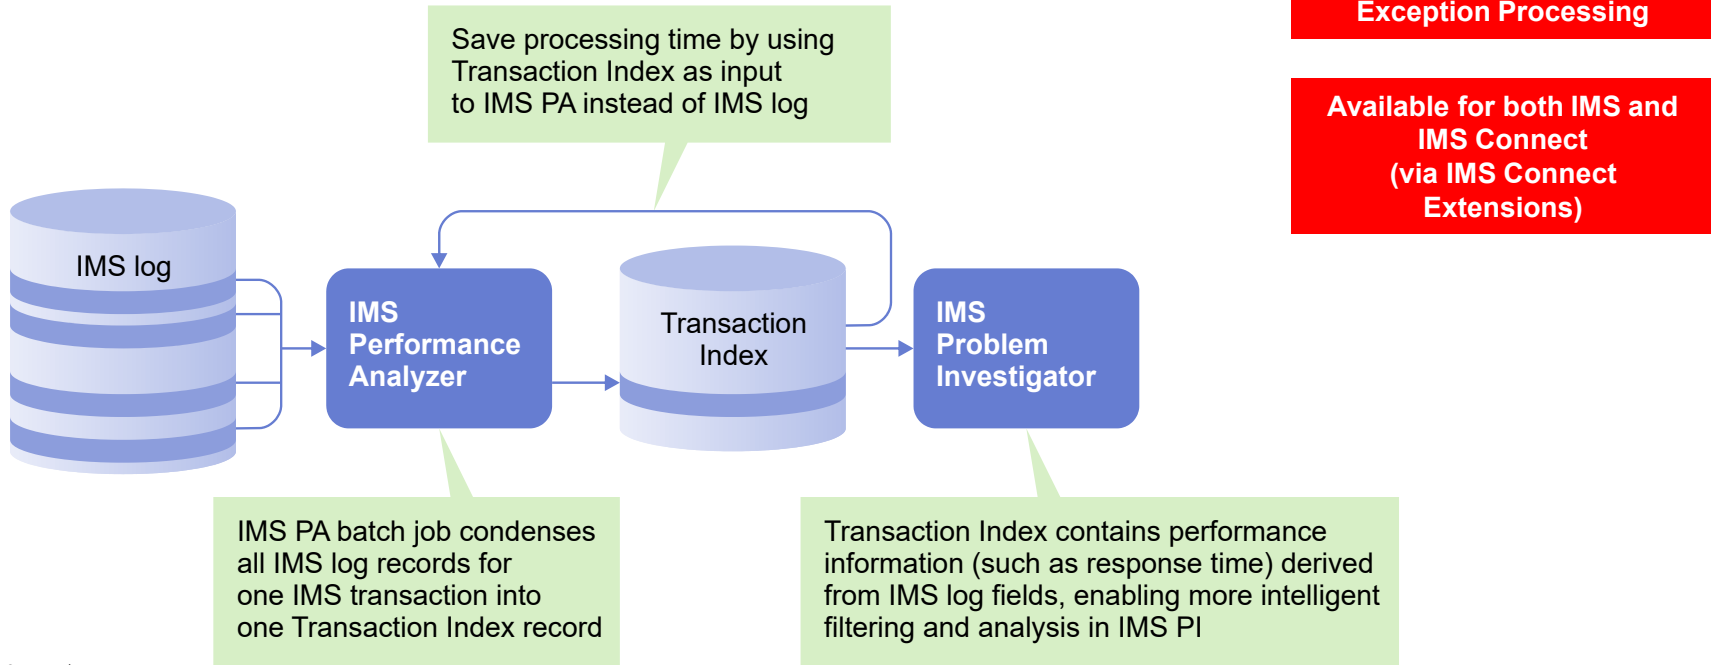 Save processing time by using
Transaction Index as input
to IMS PA instead of IMS log
Exception Processing
Available for both IMS and
IMS Connect
(via IMS Connect
Extensions)
IMS log
IMS
Performance
Analyzer
Transaction
Index
IMS
Problem
Investigator
IMS PA batch job condenses
all IMS log records for
one IMS transaction into
one Transaction Index record
Transaction Index contains performance
information (such as response time) derived
from IMS log fields, enabling more intelligent
filtering and analysis in IMS PI